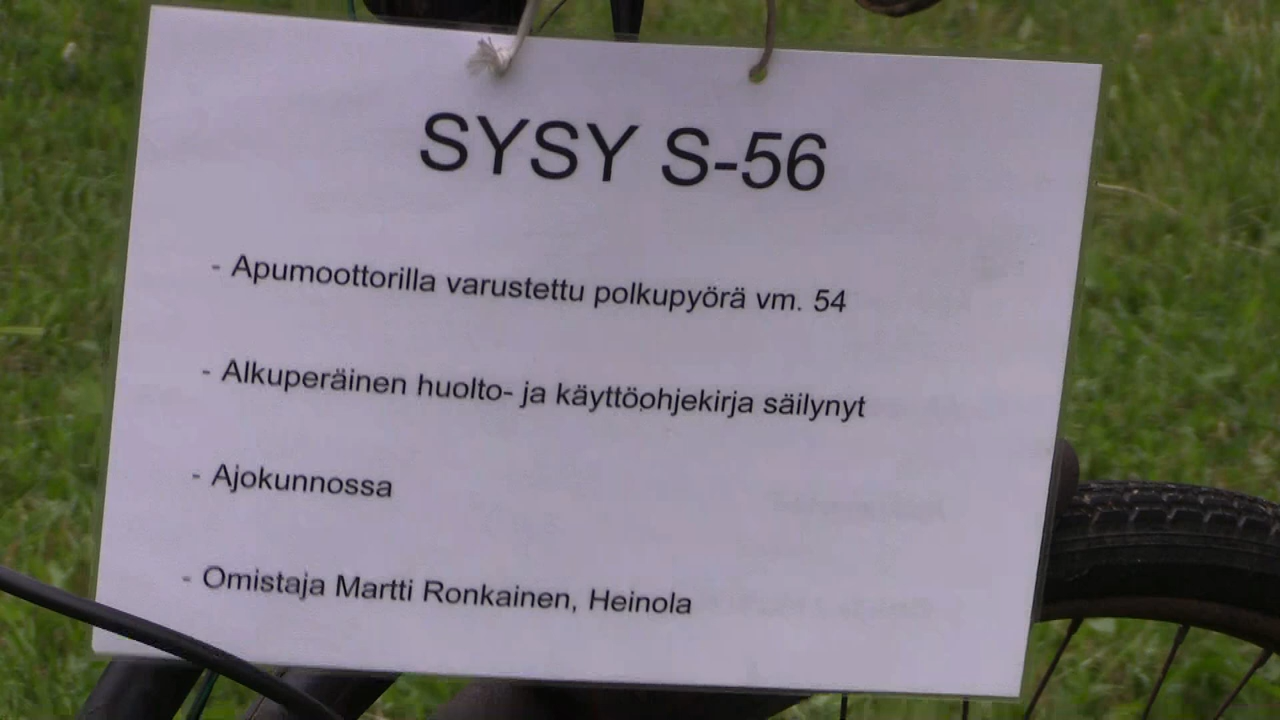 SYSY S-56
- Apumoottorilla varustettu polkupyörä vm. 54
- Alkuperäinen huolto- ja käyttöohjekirja säilynyt
- Ajokunnossa
- Omistaja Martti Ronkainen, Heinola